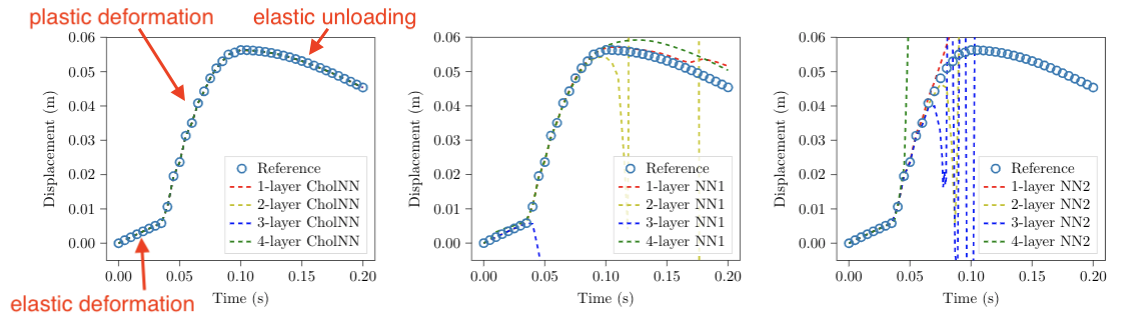 plastic deformation
elastic unloading
elastic deformation
Displacement (m)
0.06
0.05
0.04
0.03
0.02
0.01
0.00
Reference
1-layer CholNN
2-layer CholNN
3-layer CholNN
4-layer CholNN
0.00 0.05 0.10 0.15 0.20
Time (s)
Displacement (m)
0.06
0.05
0.04
0.03
0.02
0.01
0.00
Reference
1-layer NN1
2-layer NN1
3-layer NN1
4-layer NN1
0.00 0.05 0.10 0.15 0.20
Time (s)
Displacement (m)
0.06
0.05
0.04
0.03
0.02
0.01
0.00
Reference
1-layer NN2
2-layer NN2
3-layer NN2
4-layer NN2
0.00 0.05 0.10 0.15 0.20
Time (s)